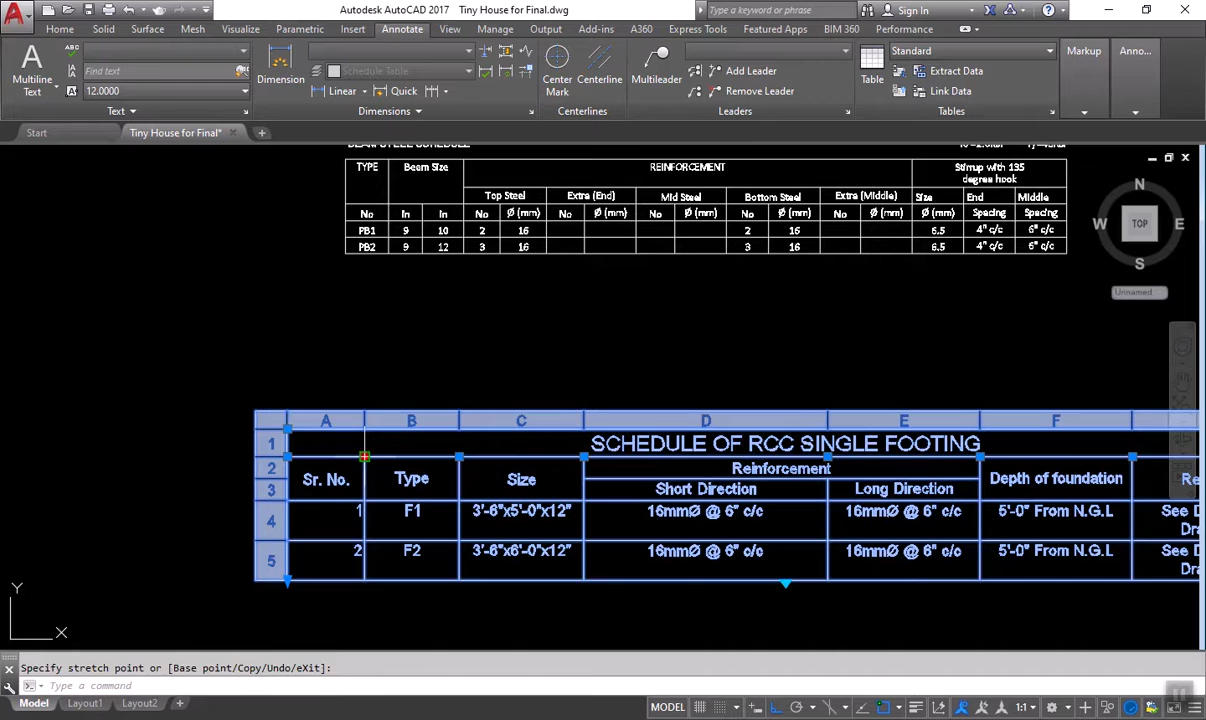 Autodesk AutoCAD 2017 Tiny House for Final.dwg
Type a keyword or phrase
Sign In
Home Insert Annotate View Manage Output Add-ins A360 Express Tools Featured Apps BIM 360 Performance
Solid Surface Mesh Visualize Parametric
Multiline Text
Find text
12.0000
Text
Dimension
Schedule Table
Linear Quick
Dimensions
Center Mark
Centerline
Centerlines
Multileader
Add Leader
Remove Leader
Leaders
Table
Standard
Extract Data
Link Data
Tables
Markup
Anno...
Start
Tiny House for Final*
TYPE Beam Size REINFORCEMENT Stirrup with 135 degree hook
Top Steel Extra (End) Mid Steel Bottom Steel Extra (Middle) Size End Middle
No In In No Ø (mm) No Ø (mm) No Ø (mm) No Ø (mm) No Ø (mm) Ø (mm) Spacing Spacing
PB1 9 10 2 16 2 16 6.5 4" c/c 6" c/c
PB2 9 12 3 16 3 16 6.5 4" c/c 6" c/c
N
W TOP E
S
Unnamed
A B C D E F
1 SCHEDULE OF RCC SINGLE FOOTING
2 Reinforcement
Sr. No. Type Size Depth of foundation
3 Short Direction Long Direction
4 1 F1 3'-6"x5'-0"x12" 16mmØ @ 6" c/c 16mmØ @ 6" c/c 5'-0" From N.G.L
5 2 F2 3'-6"x6'-0"x12" 16mmØ @ 6" c/c 16mmØ @ 6" c/c 5'-0" From N.G.L
Y
X
Specify stretch point or [Base point/Copy/Undo/eXit]:
Type a command
Model Layout1 Layout2
MODEL
1:1